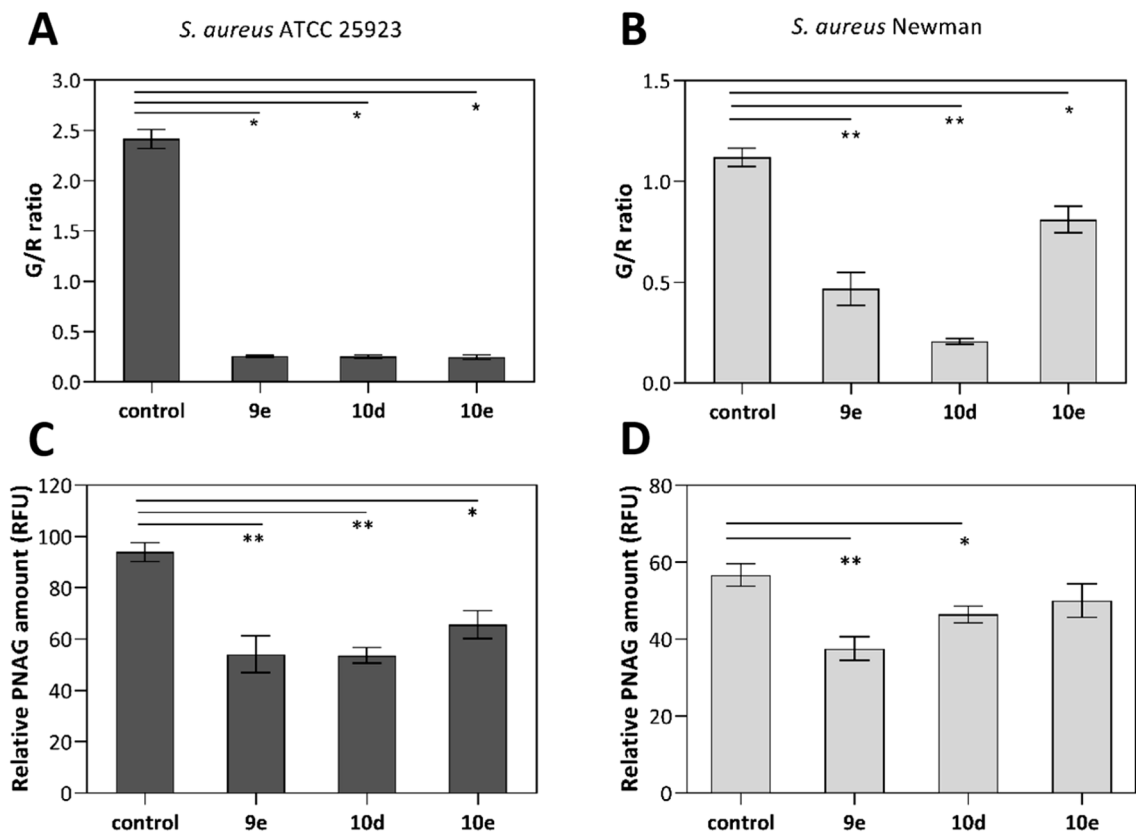 A
S. aureus ATCC 25923
G/R ratio
3.0
2.5
2.0
1.5
1.0
0.5
0.0
*
*
*
control 9e 10d 10e
B
S. aureus Newman
G/R ratio
1.5
1.0
0.5
0.0
**
**
*
control 9e 10d 10e
C
Relative PNAG amount (RFU)
120
100
80
60
40
20
0
**
**
*
control 9e 10d 10e
D
Relative PNAG amount (RFU)
80
60
40
20
0
**
*
control 9e 10d 10e